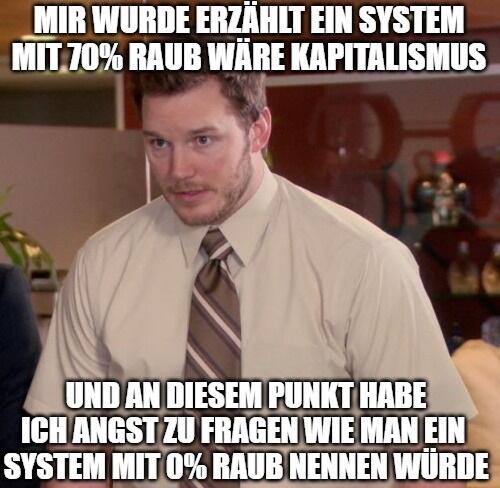 MIR WURDE ERZÄHLT EIN SYSTEM
MIT 70% RAUB WÄRE KAPITALISMUS
UND AN DIESEM PUNKT HABE
ICH ANGST ZU FRAGEN WIE MAN EIN
SYSTEM MIT 0% RAUB NENNEN WÜRDE